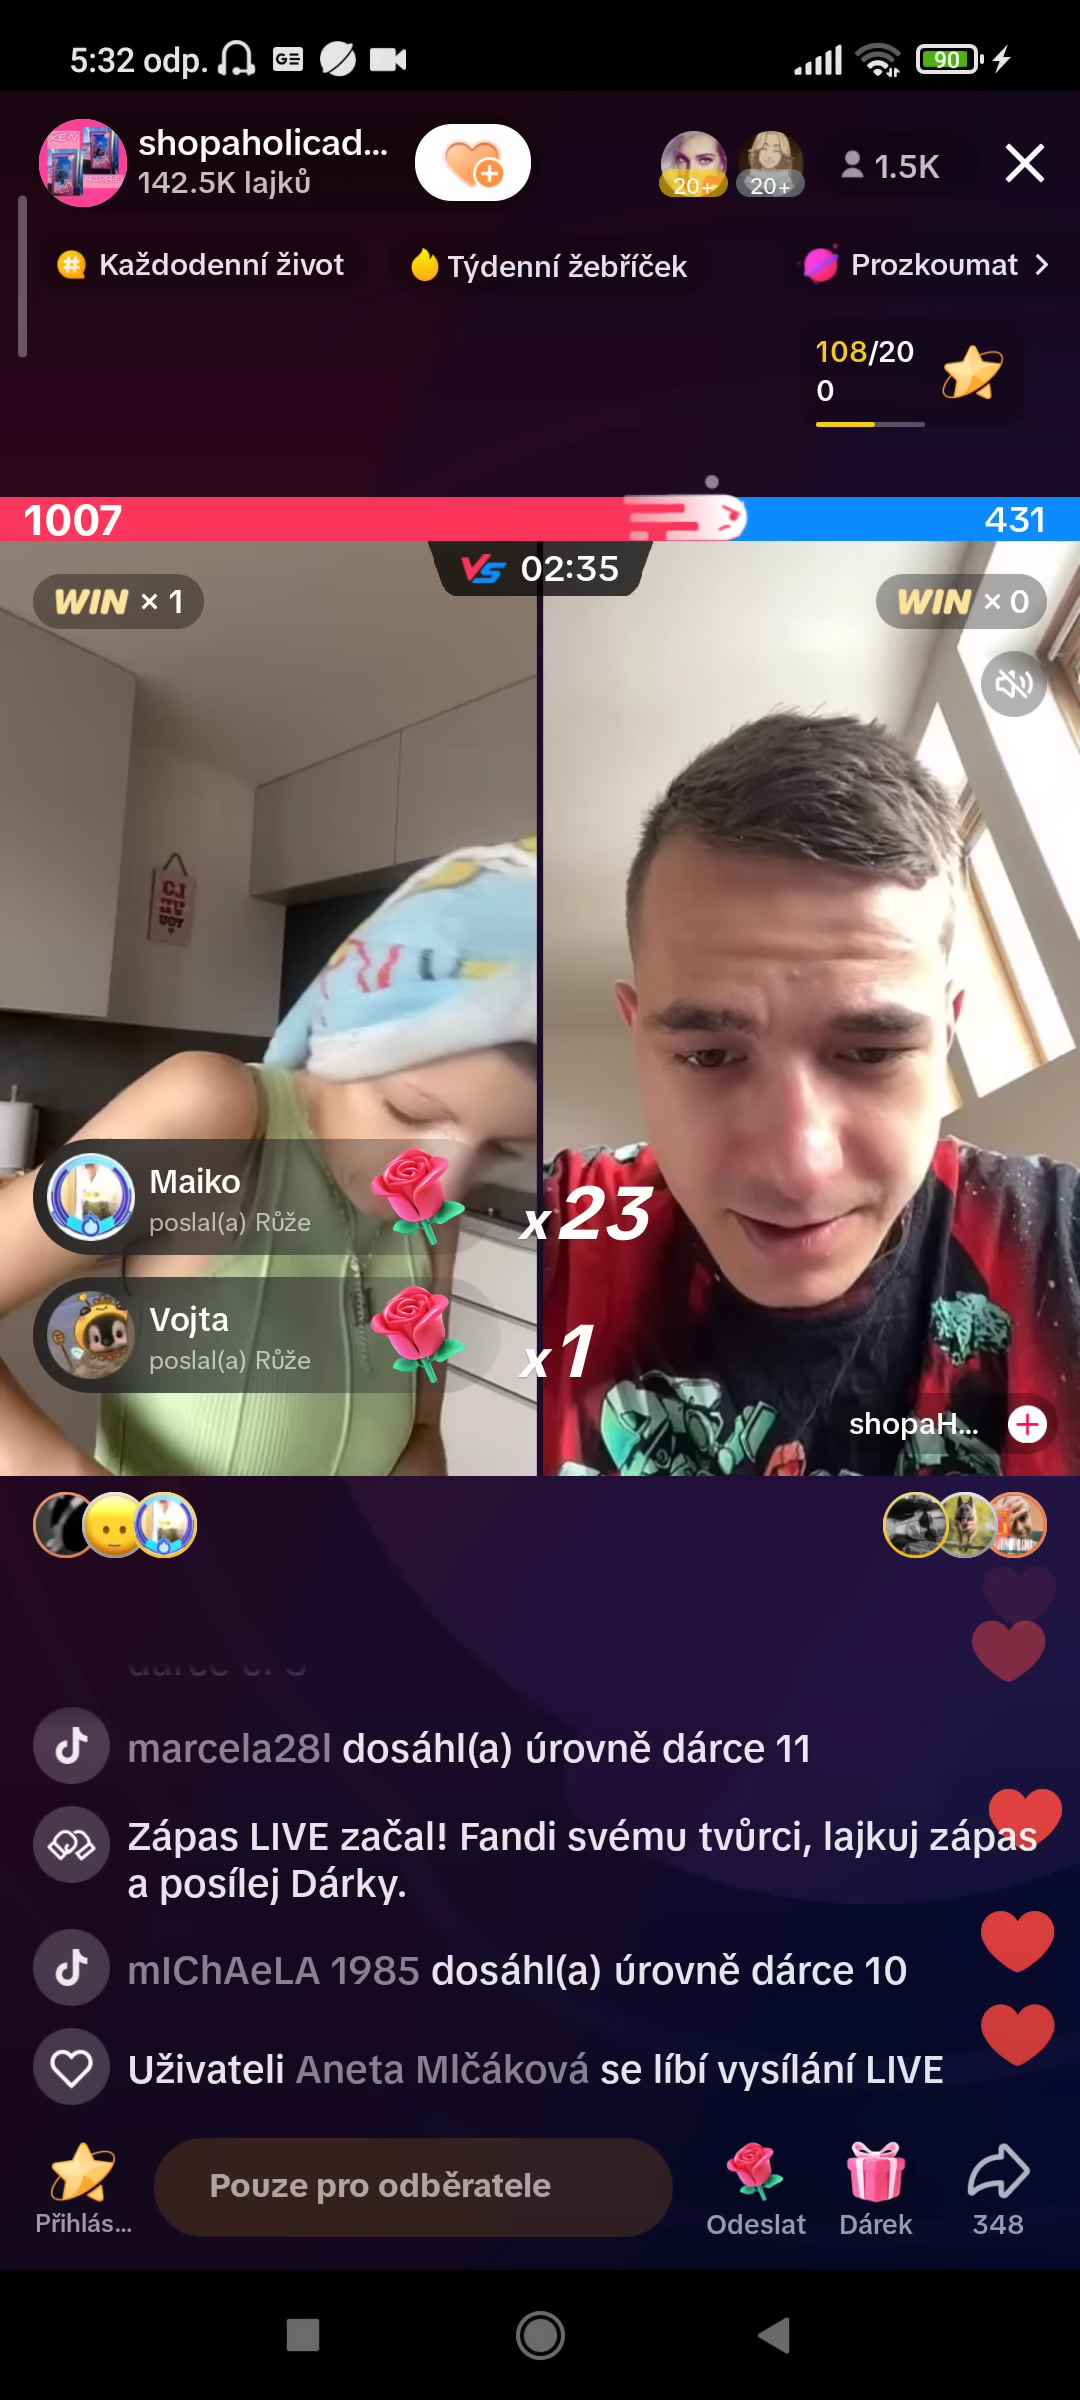 5:32 odp.
90
shopaholicad...
142.5K lajků
20+
20+
1.5K
Každodenní život
Týdenní žebříček
Prozkoumat
108/20
0
1007
431
VS 02:35
WIN × 1
WIN × 0
Maiko
poslal(a) Růže
x23
Vojta
poslal(a) Růže
x1
shopaH...
marcela28l dosáhl(a) úrovně dárce 11
Zápas LIVE začal! Fandi svému tvůrci, lajkuj zápas
a posílej Dárky.
mIChAeLA 1985 dosáhl(a) úrovně dárce 10
Uživateli Aneta Mlčáková se líbí vysílání LIVE
Přihlás...
Pouze pro odběratele
Odeslat
Dárek
348